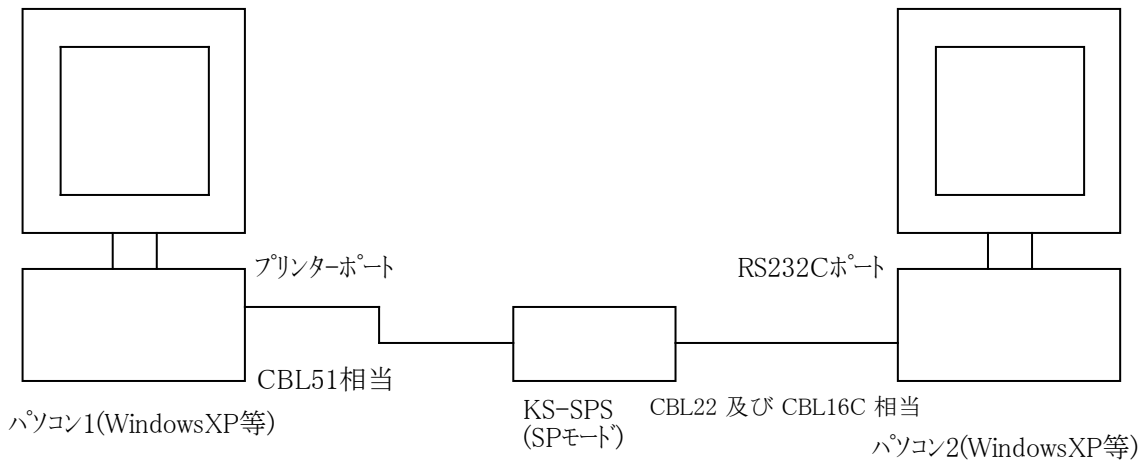 プリンターポート
RS232Cポート
CBL51相当
パソコン1(WindowsXP等)
KS-SPS
(SPモード)
CBL22 及び CBL16C 相当
パソコン2(WindowsXP等)